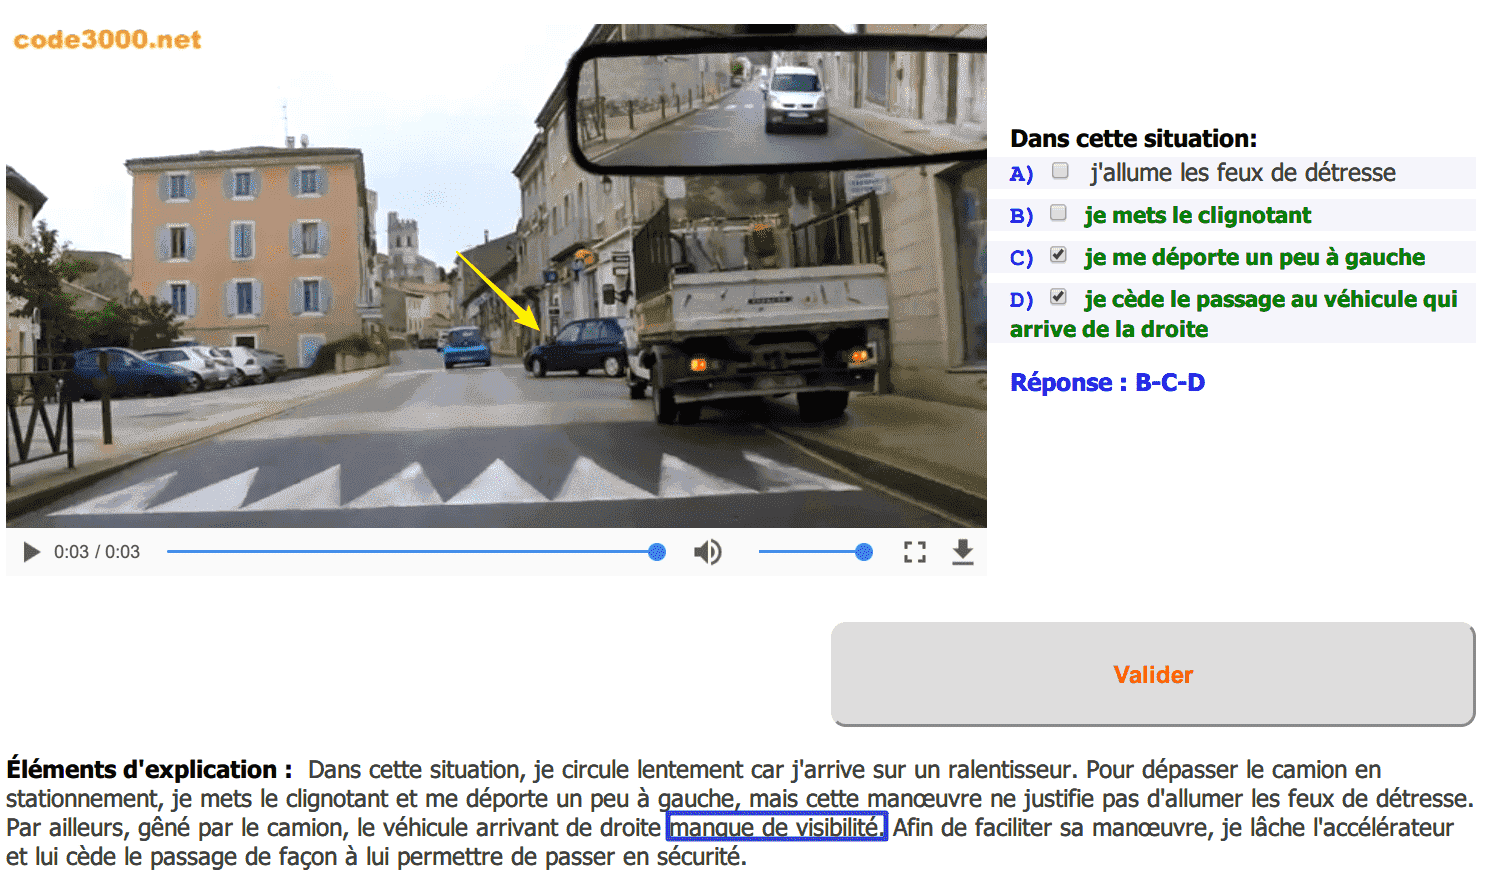 code3000.net
Dans cette situation:
A) j'allume les feux de détresse
B) je mets le clignotant
C) je me déporte un peu à gauche
D) je cède le passage au véhicule qui
arrive de la droite
Réponse : B-C-D
0:03 / 0:03
Valider
Éléments d'explication : Dans cette situation, je circule lentement car j'arrive sur un ralentisseur. Pour dépasser le camion en
stationnement, je mets le clignotant et me déporte un peu à gauche, mais cette manœuvre ne justifie pas d'allumer les feux de détresse.
Par ailleurs, gêné par le camion, le véhicule arrivant de droite manque de visibilité. Afin de faciliter sa manœuvre, je lâche l'accélérateur
et lui cède le passage de façon à lui permettre de passer en sécurité.